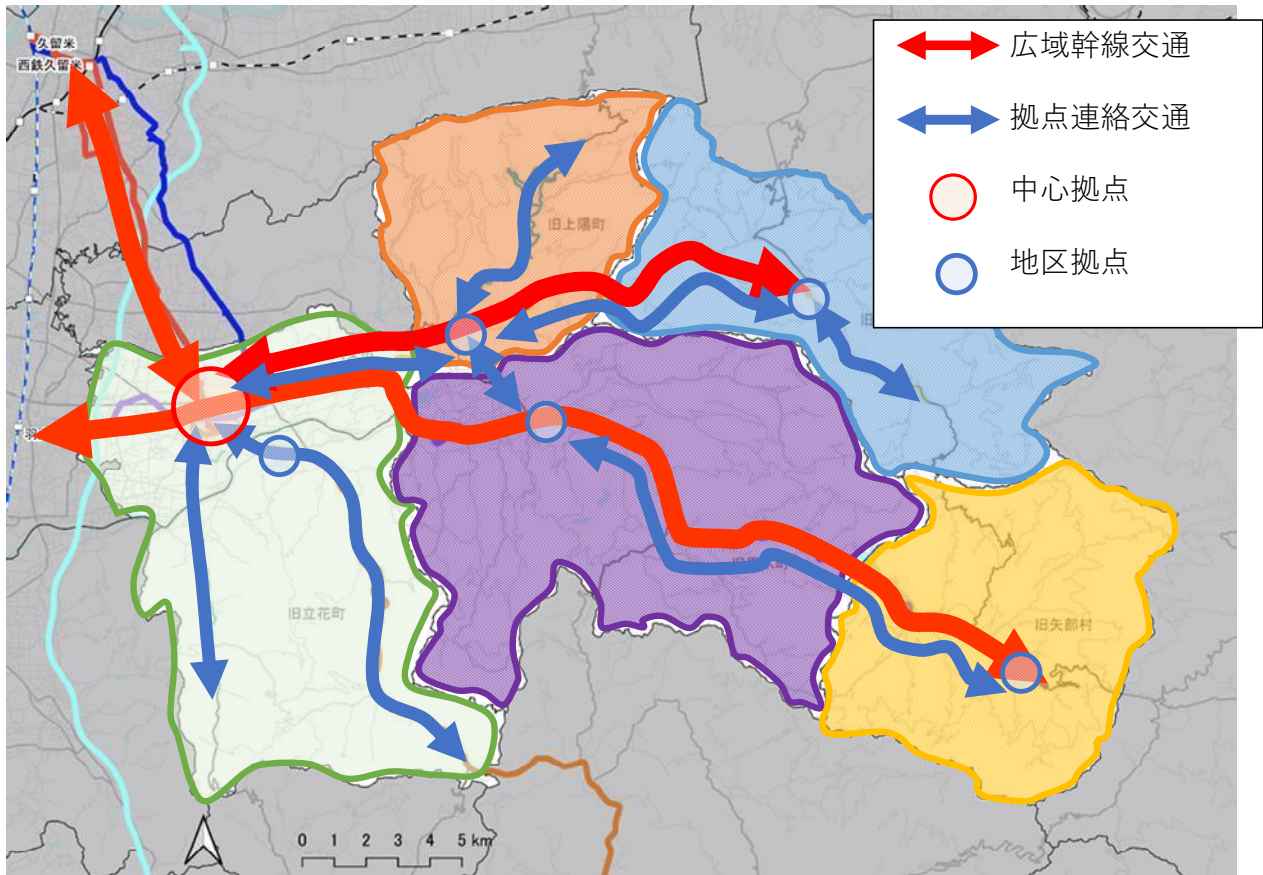 久留米
西鉄久留米
広域幹線交通
拠点連絡交通
中心拠点
地区拠点
旧上陽町
旧
羽
旧立花町
旧矢部村
0 1 2 3 4 5 km